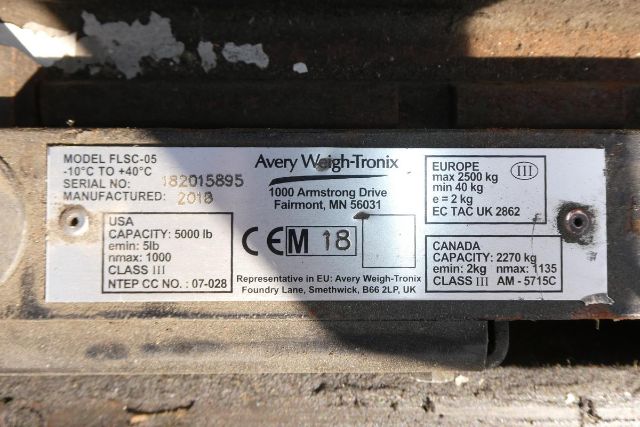 MODEL FLSC-05
-10°C TO +40°C
SERIAL NO: 182015895
MANUFACTURED: 2018
USA
CAPACITY: 5000 lb
emin: 5lb
nmax: 1000
CLASS III
NTEP CC NO. : 07-028
Avery Weigh-Tronix
1000 Armstrong Drive
Fairmont, MN 56031
CE M 18
Representative in EU: Avery Weigh-Tronix
Foundry Lane, Smethwick, B66 2LP, UK
EUROPE III
max 2500 kg
min 40 kg
e = 2 kg
EC TAC UK 2862
CANADA
CAPACITY: 2270 kg
emin: 2kg nmax: 1135
CLASS III AM - 5715C